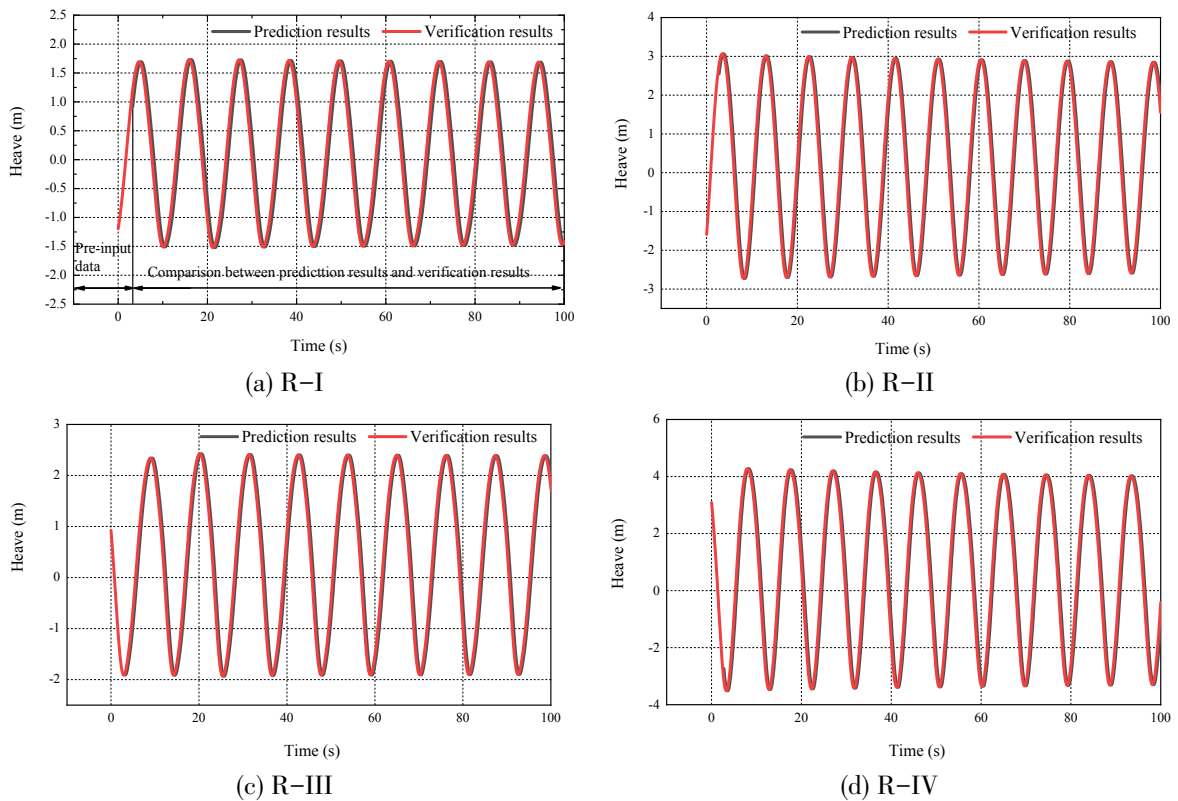 2.5
2.0
1.5
1.0
0.5
0.0
-0.5
-1.0
-1.5
-2.0
-2.5
Heave (m)
Prediction results
Verification results
Pre-input
data
Comparison between predicttion results and verification results
0 20 40 60 80 100
Time (s)
(a) R-I
4
3
2
1
0
-1
-2
-3
Heave (m)
Prediction results
Verification results
0 20 40 60 80 100
Time (s)
(b) R-II
3
2
1
0
-1
-2
Heave (m)
Prediction results
Verification results
0 20 40 60 80 100
Time (s)
(c) R-III
6
4
2
0
-2
-4
Heave (m)
Prediction results
Verification results
0 20 40 60 80 100
Time (s)
(d) R-IV